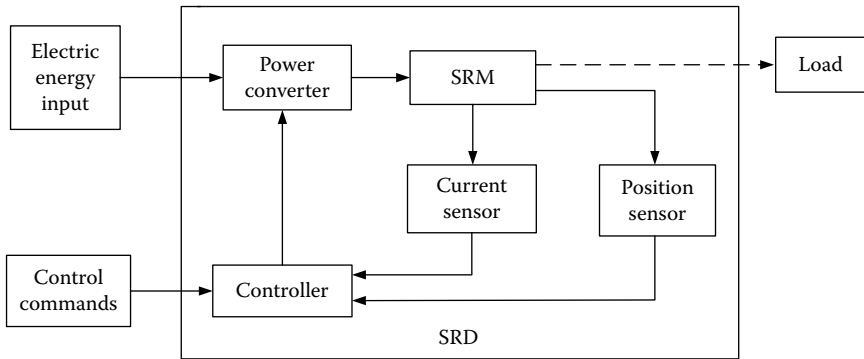 Electric
energy
input
Power
converter
SRM
Load
Current
sensor
Position
sensor
Control
commands
Controller
SRD